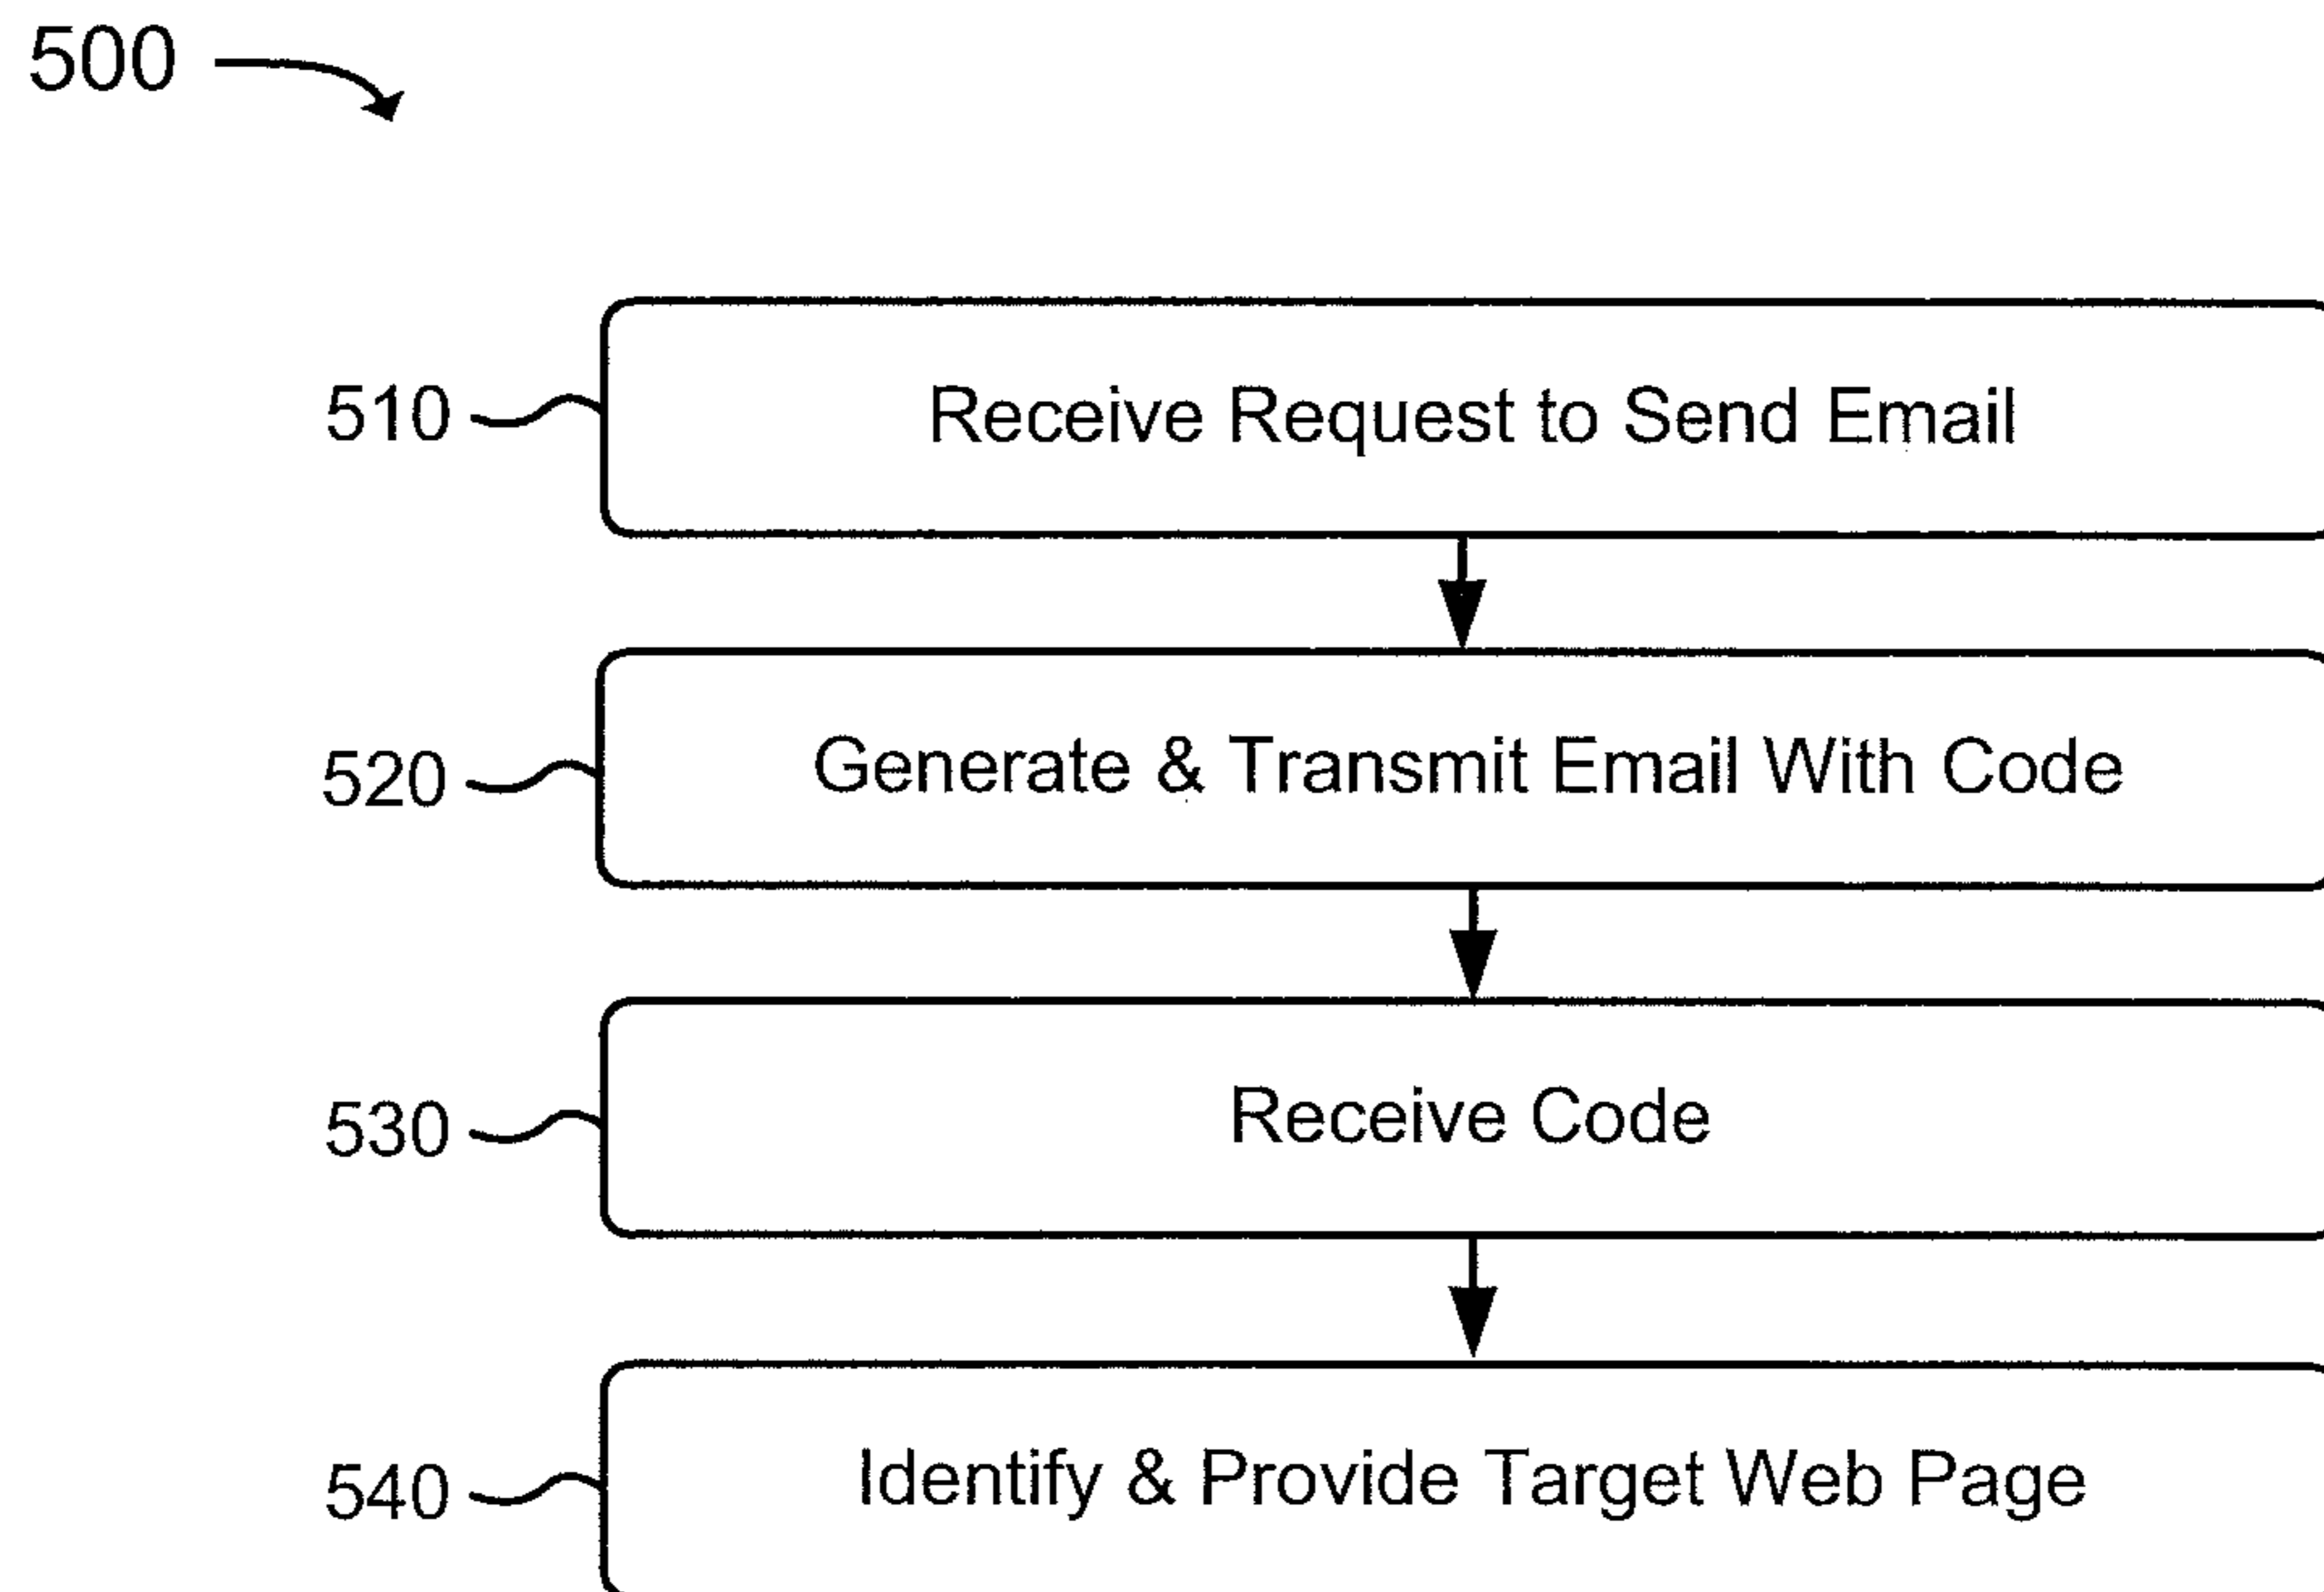 500
510 Receive Request to Send Email
520 Generate & Transmit Email With Code
530 Receive Code
540 Identify & Provide Target Web Page